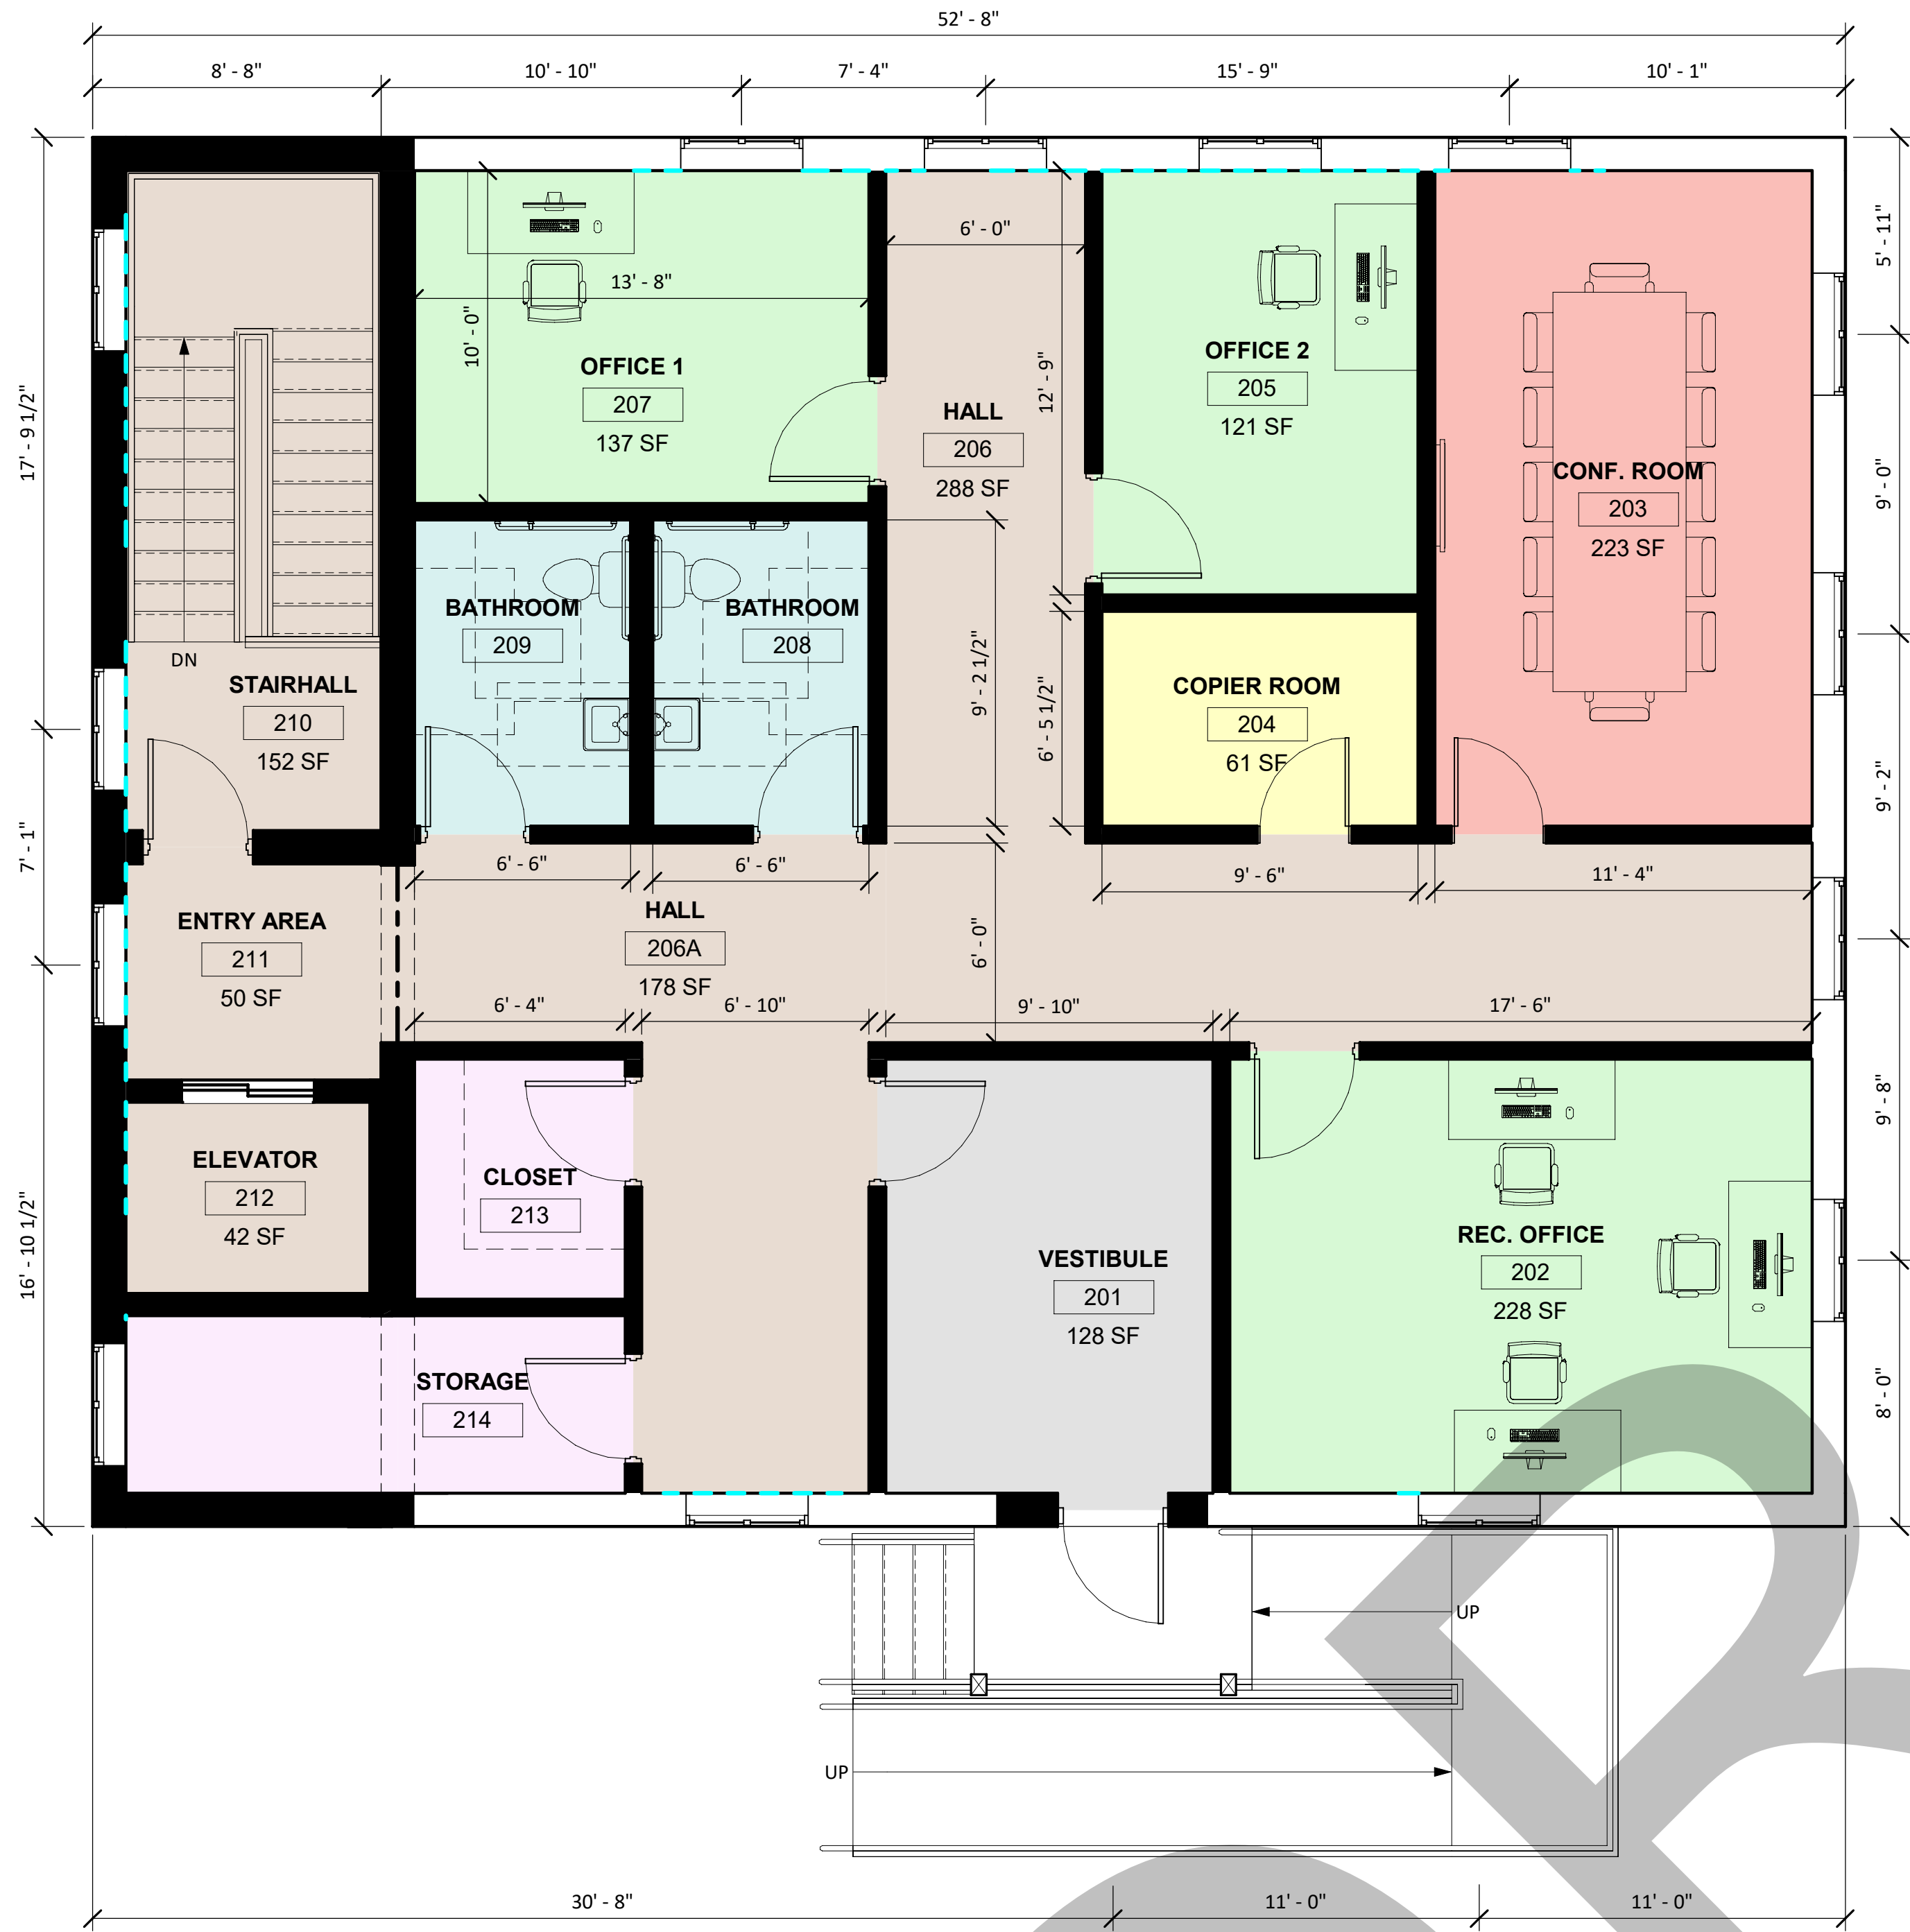 52' - 8"
8' - 8"
10' - 10"
7' - 4"
15' - 9"
10' - 1"
17' - 9 1/2"
7' - 1"
16' - 10 1/2"
5' - 11"
9' - 0"
9' - 2"
9' - 8"
8' - 0"
6' - 0"
13' - 8"
10' - 0"
12' - 9"
OFFICE 1
207
137 SF
HALL
206
288 SF
OFFICE 2
205
121 SF
CONF. ROOM
203
223 SF
BATHROOM
209
BATHROOM
208
9' - 2 1/2"
6' - 5 1/2"
COPIER ROOM
204
61 SF
DN
STAIRHALL
210
152 SF
6' - 6"
6' - 6"
9' - 6"
11' - 4"
ENTRY AREA
211
50 SF
HALL
206A
178 SF
6' - 0"
6' - 4"
6' - 10"
9' - 10"
17' - 6"
ELEVATOR
212
42 SF
CLOSET
213
VESTIBULE
201
128 SF
REC. OFFICE
202
228 SF
STORAGE
214
UP
UP
30' - 8"
11' - 0"
11' - 0"